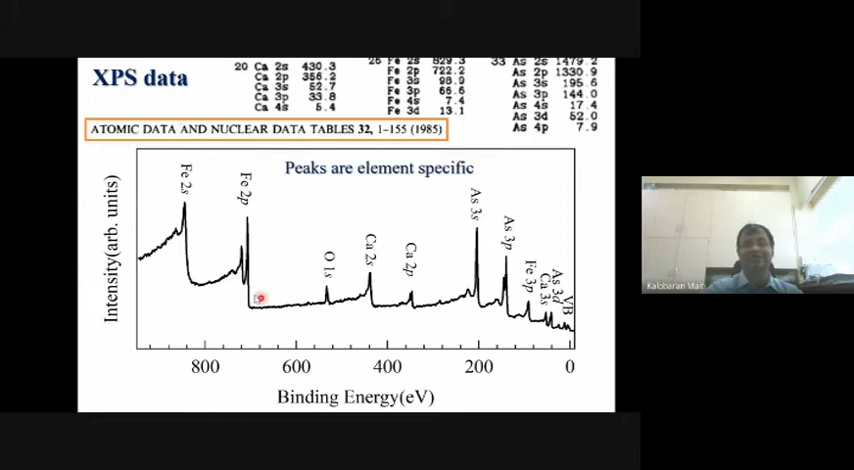 XPS data
20 Ca 2s 430.3
Ca 2p 356.2
Ca 3s 52.7
Ca 3p 33.8
Ca 4s 5.4
26 Fe 2s 829.3
Fe 2p 722.2
Fe 3s 98.9
Fe 3p 66.6
Fe 4s 7.4
Fe 3d 13.1
33 As 2s 1479.2
As 2p 1330.9
As 3s 195.6
As 3p 144.0
As 4s 17.4
As 3d 52.0
As 4p 7.9
ATOMIC DATA AND NUCLEAR DATA TABLES 32, 1–155 (1985)
Peaks are element specific
Intensity(arb. units)
Fe 2s
Fe 2p
O 1s
Ca 2s
Ca 2p
As 3s
As 3p
Fe 3p
Ca 3s
As 3d
VB
800 600 400 200 0
Binding Energy(eV)
Kalobaran